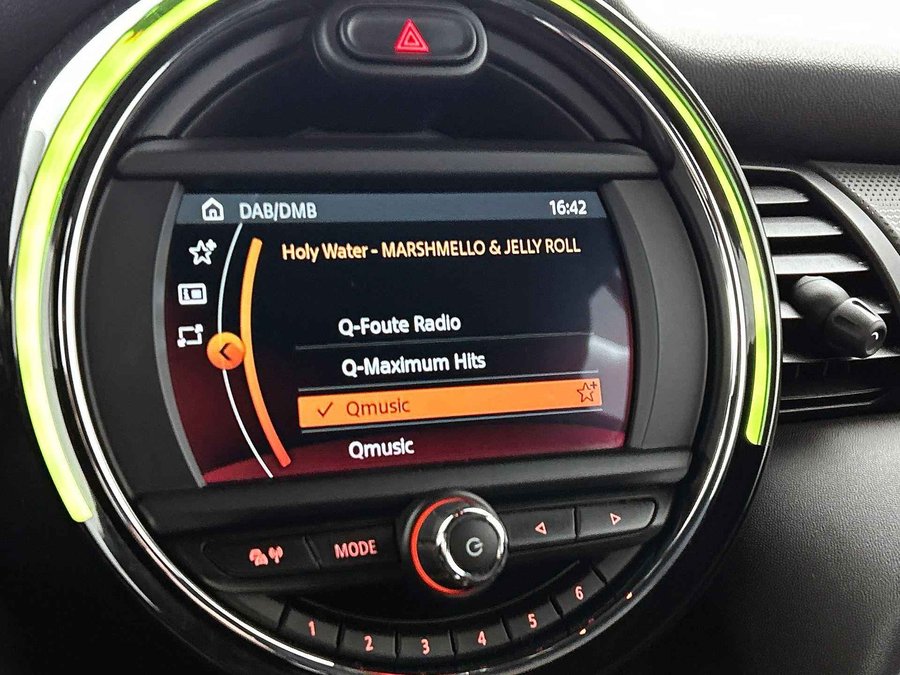 DAB/DMB 16:42
Holy Water - MARSHMELLO & JELLY ROLL
Q-Foute Radio
Q-Maximum Hits
Qmusic
Qmusic
MODE
1 2 3 4 5 6